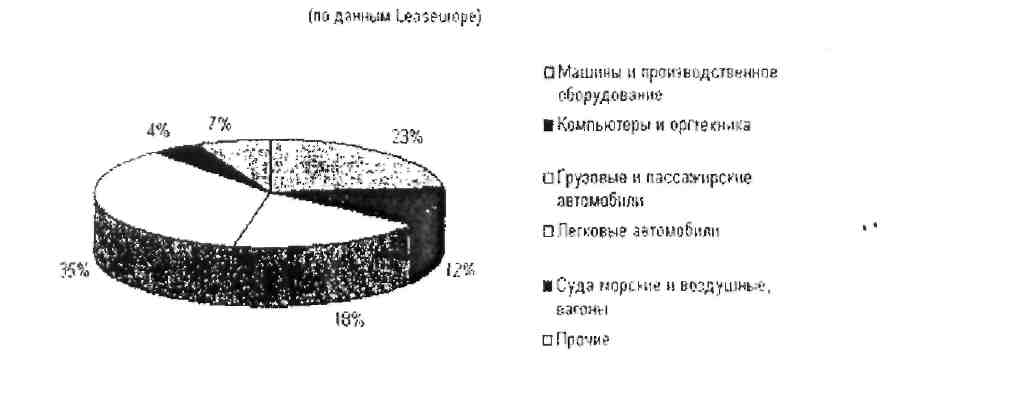 (по данным Leaseurope)
Машины и производственное
оборудование
4%
7%
23%
Компьютеры и оргтехника
Грузовые и пассажирские
автомобили
Легковые автомобили
35%
12%
Суда морские и воздушные,
вагоны
18%
Прочие